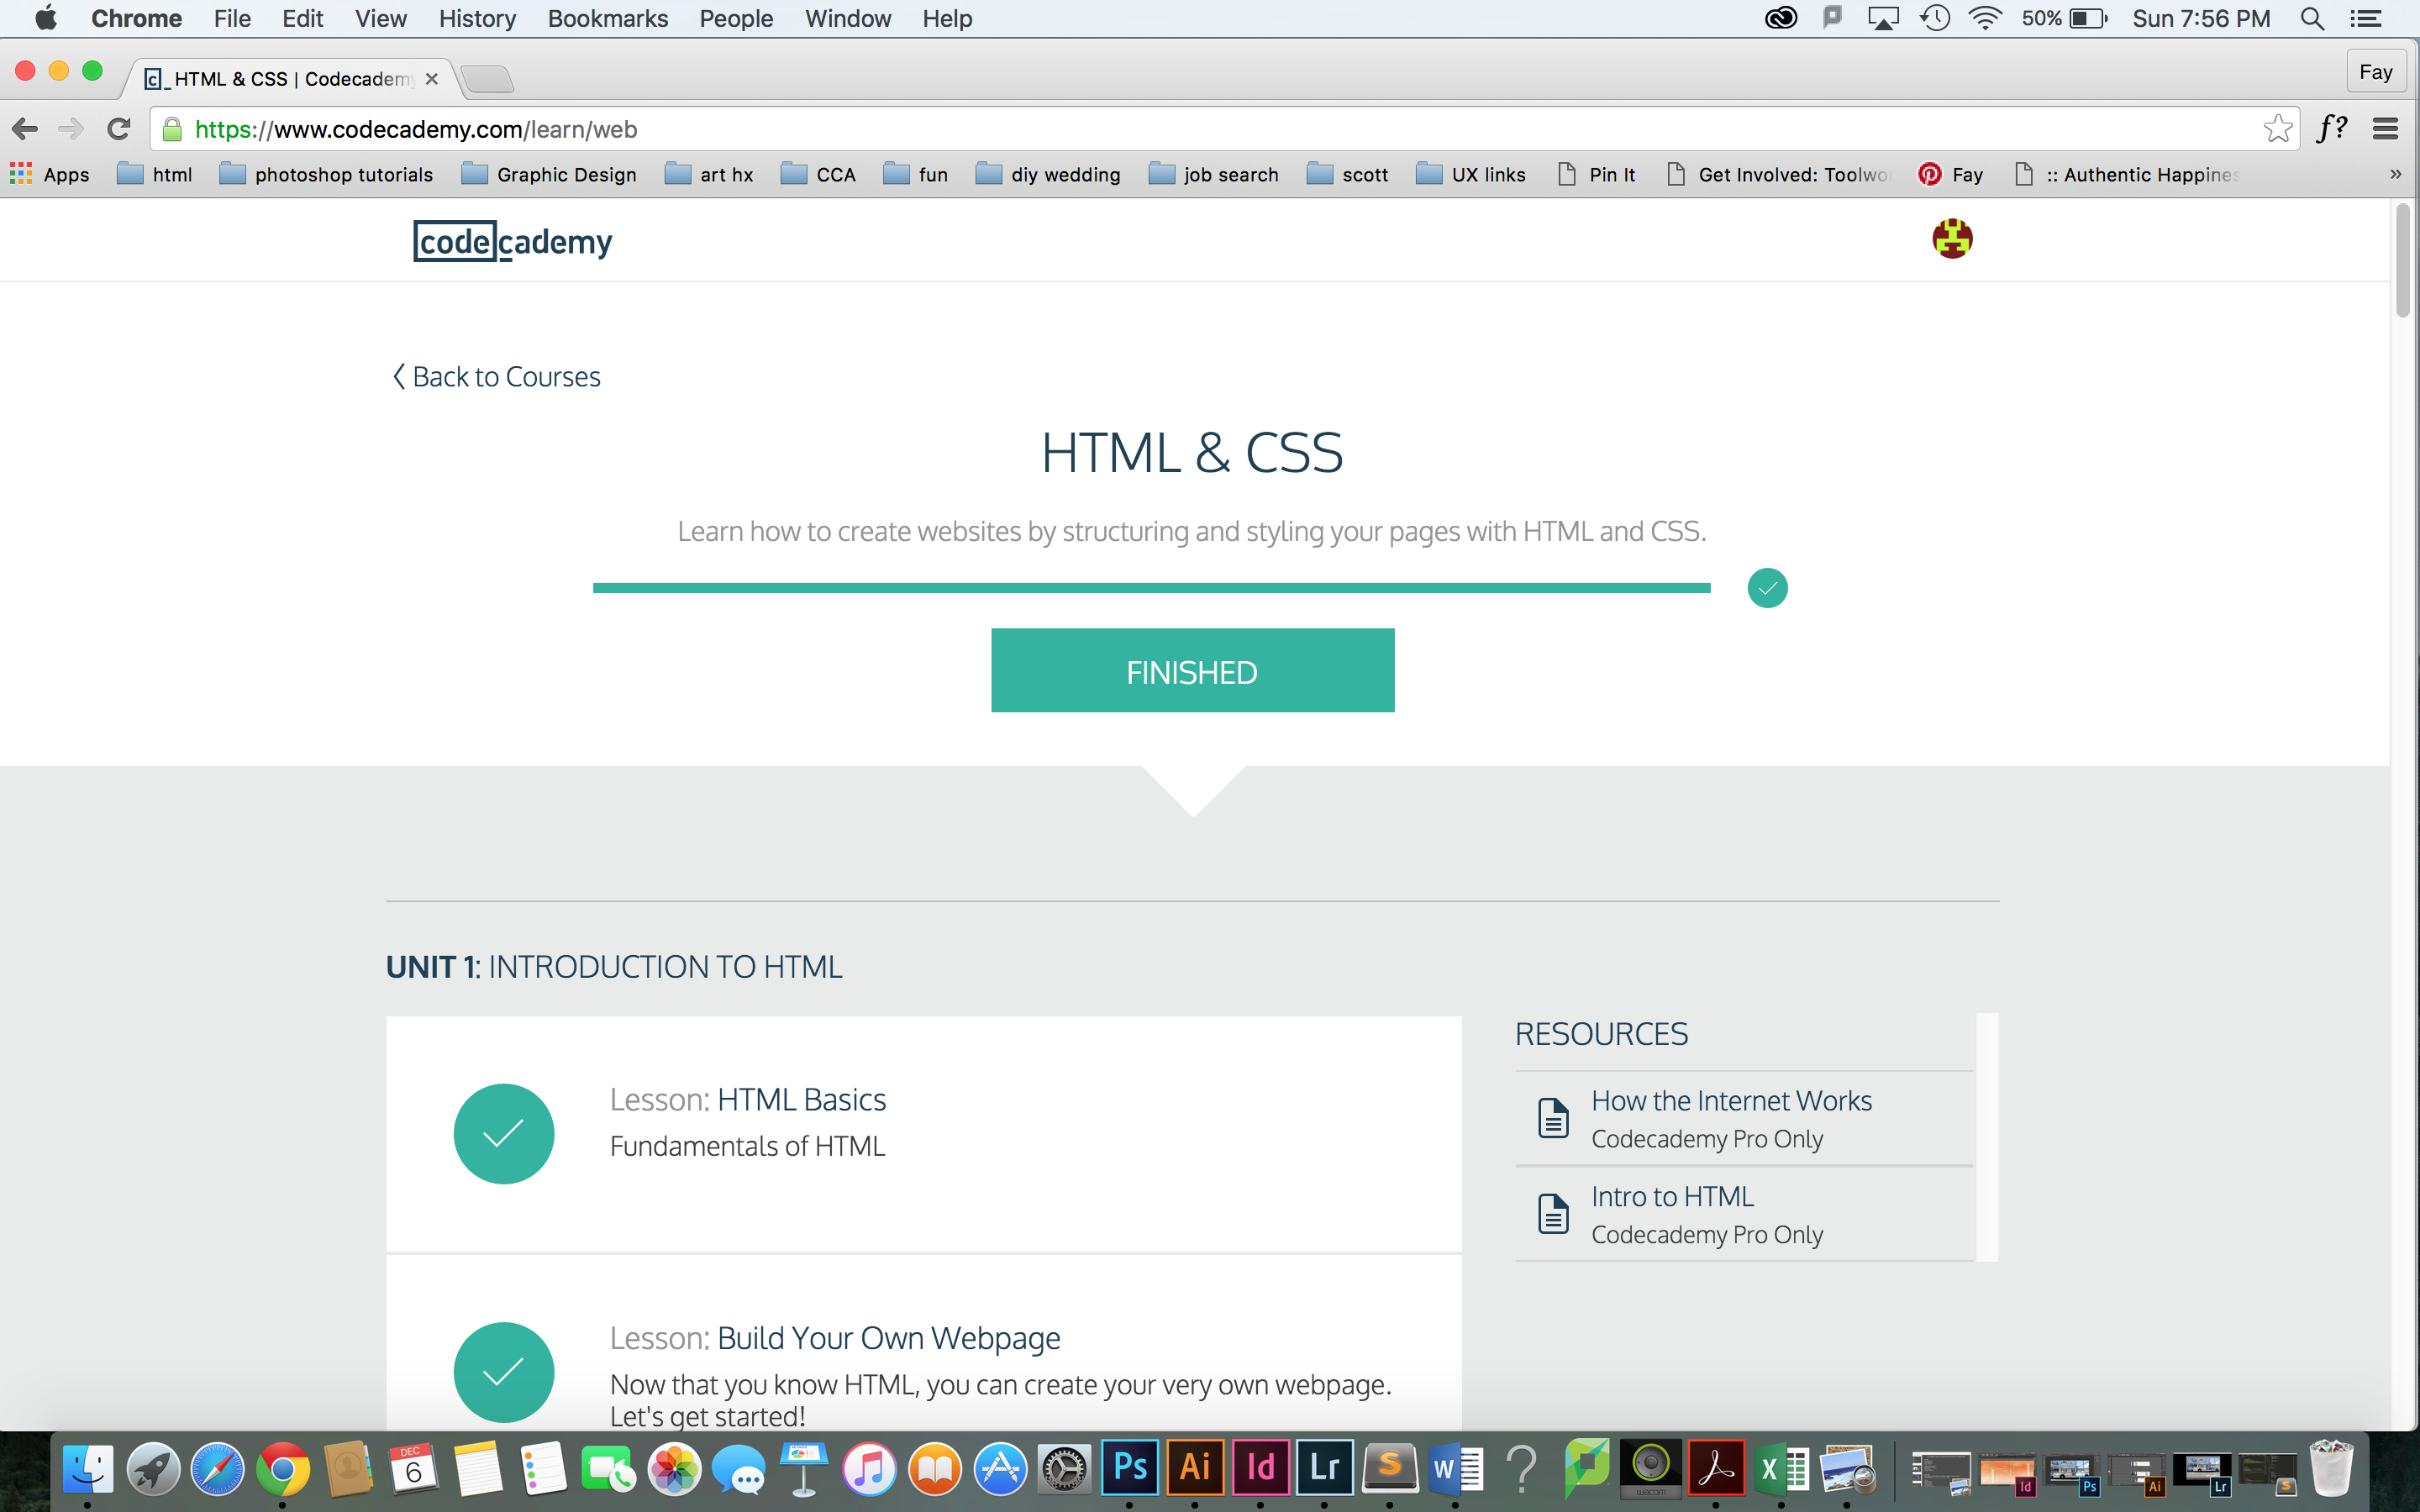 Chrome File Edit View History Bookmarks People Window Help 50% Sun 7:56 PM
HTML & CSS | Codecademy Fay
https://www.codecademy.com/learn/web f?
Apps html photoshop tutorials Graphic Design art hx CCA fun diy wedding job search scott UX links Pin It Get Involved: Toolwo Fay :: Authentic Happines »
codecademy
Back to Courses
HTML & CSS
Learn how to create websites by structuring and styling your pages with HTML and CSS.
FINISHED
UNIT 1: INTRODUCTION TO HTML
Lesson: HTML Basics
Fundamentals of HTML
Lesson: Build Your Own Webpage
Now that you know HTML, you can create your very own webpage.
Let's get started!
RESOURCES
How the Internet Works
Codecademy Pro Only
Intro to HTML
Codecademy Pro Only
DEC
6
Ps Ai Id Lr S W ? wacom X Id Ps Ai Lr S